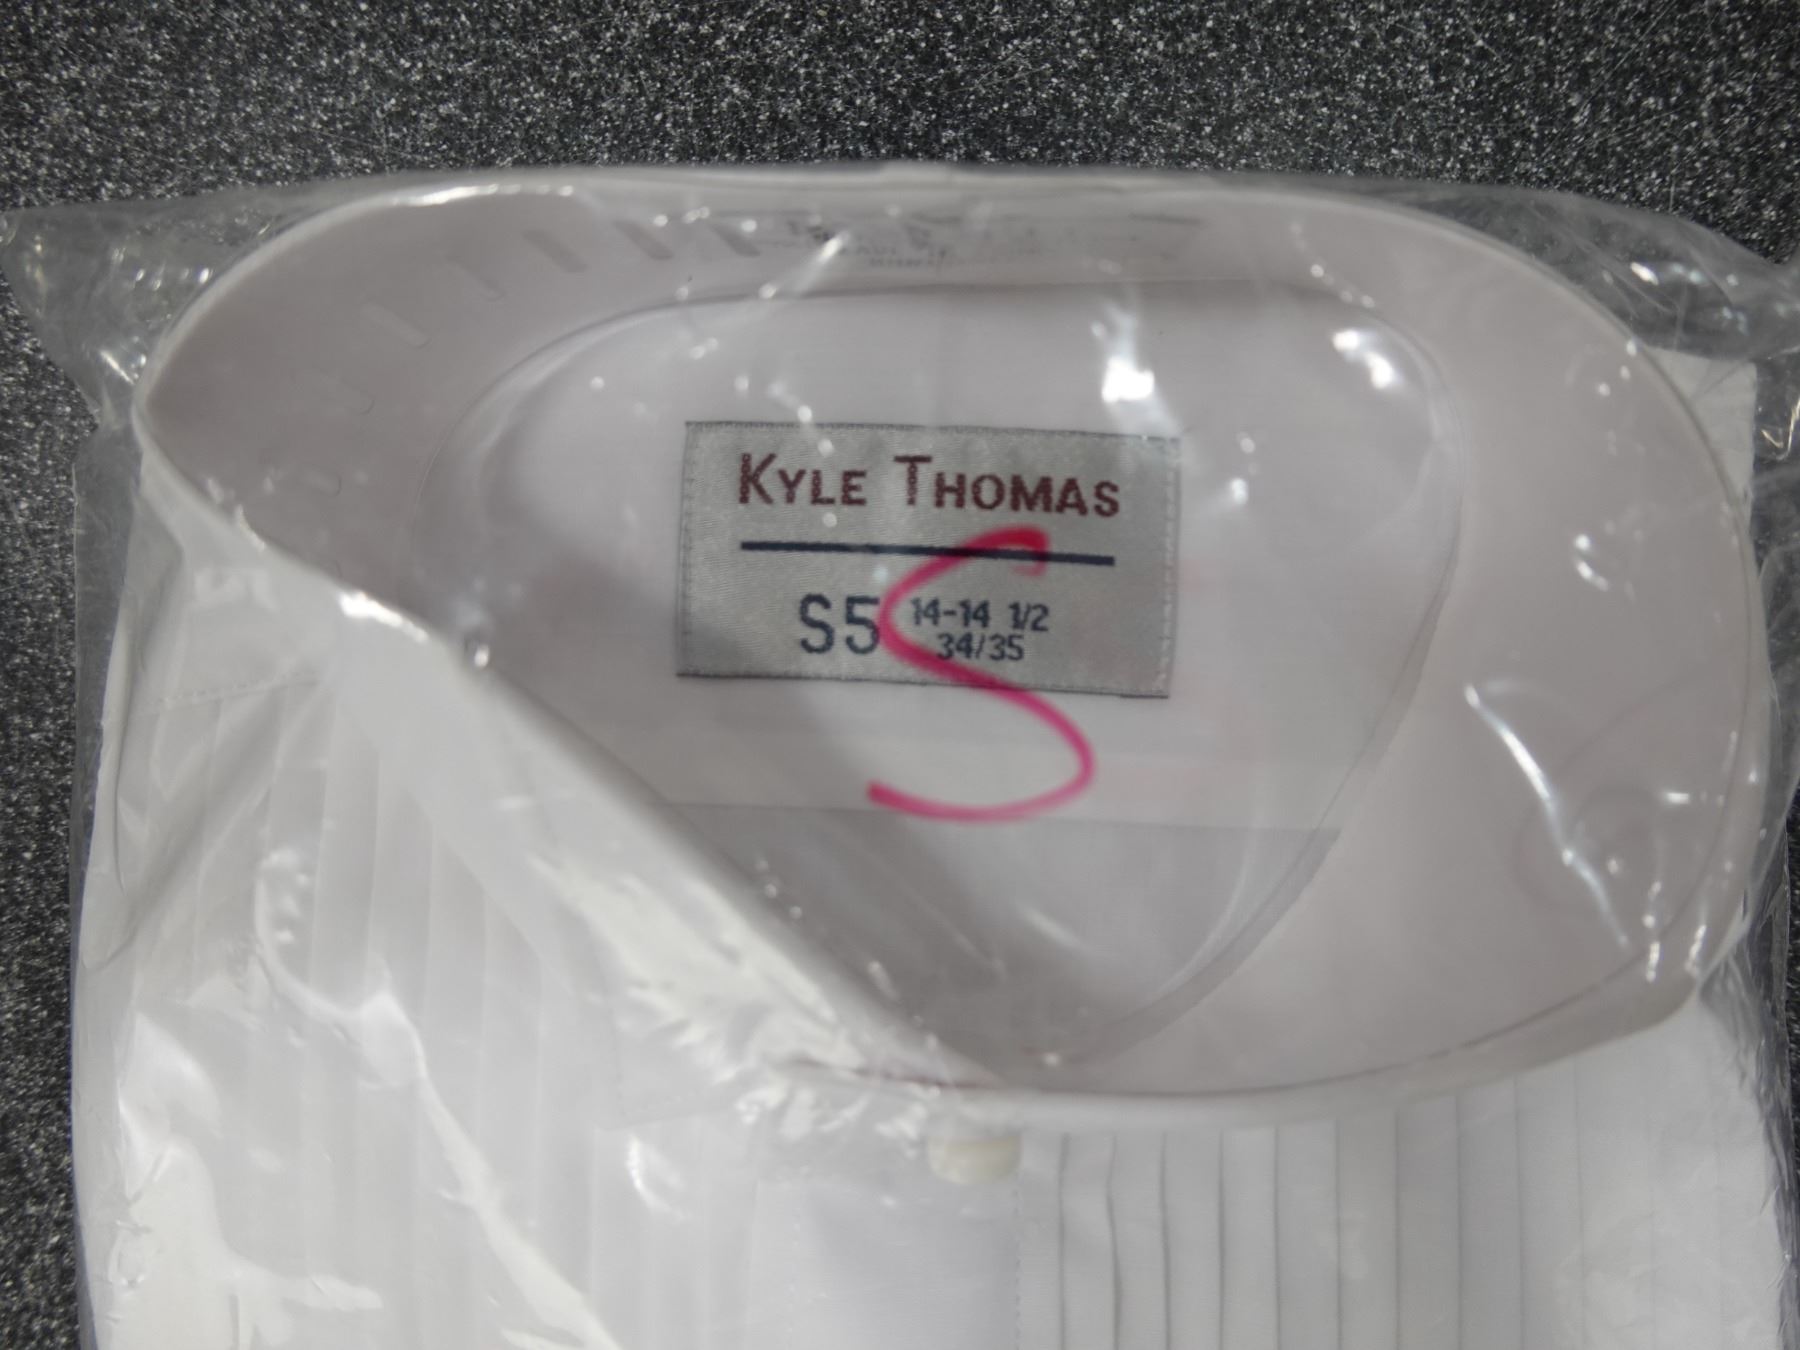 KYLE THOMAS
S5 14-14 1/2
34/35
S